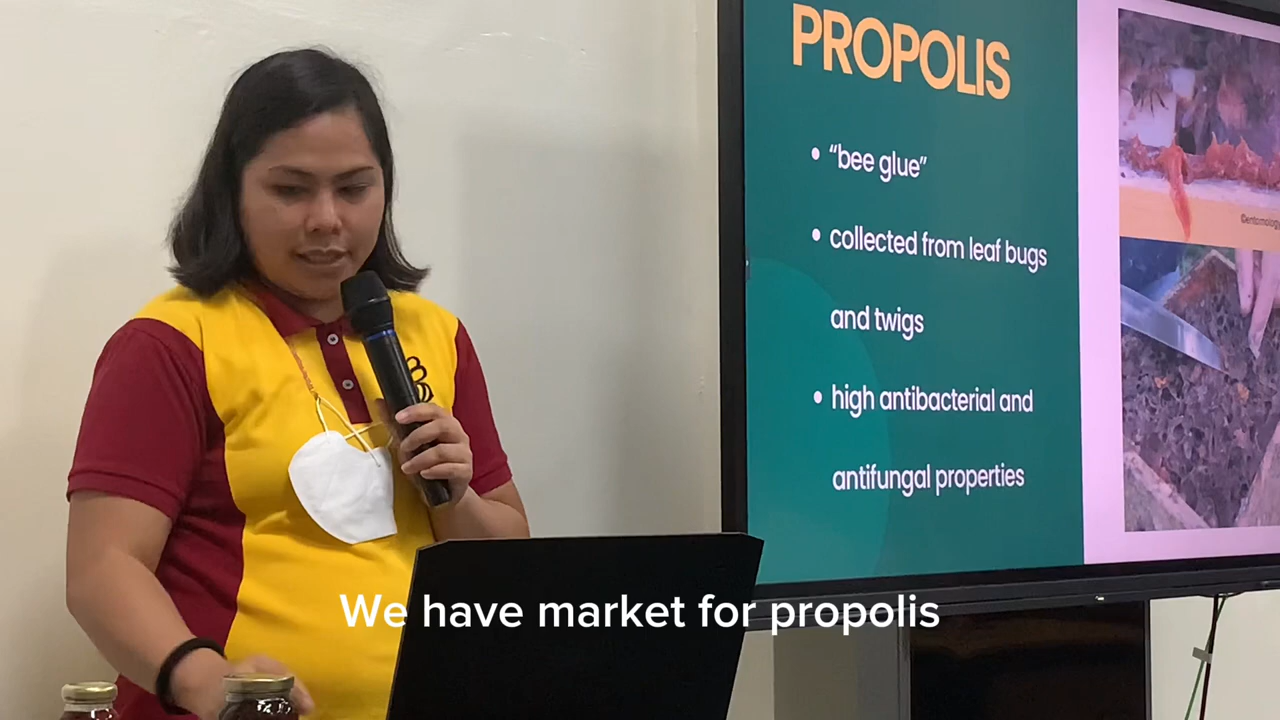 PROPOLIS
• “bee glue”
• collected from leaf bugs
and twigs
• high antibacterial and
antifungal properties
©entomology
We have market for propolis